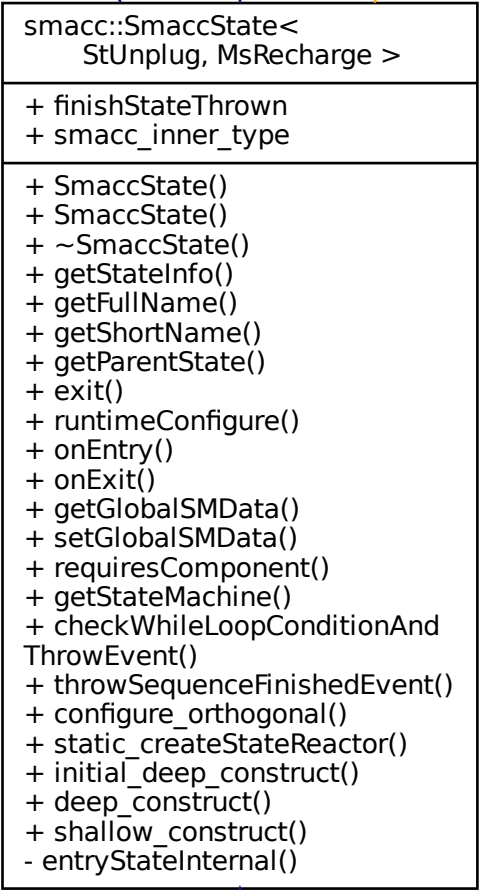 smacc::SmaccState<
StUnplug, MsRecharge >
+ finishStateThrown
+ smacc_inner_type
+ SmaccState()
+ SmaccState()
+ ~SmaccState()
+ getStateInfo()
+ getFullName()
+ getShortName()
+ getParentState()
+ exit()
+ runtimeConfigure()
+ onEntry()
+ onExit()
+ getGlobalSMData()
+ setGlobalSMData()
+ requiresComponent()
+ getStateMachine()
+ checkWhileLoopConditionAnd
ThrowEvent()
+ throwSequenceFinishedEvent()
+ configure_orthogonal()
+ static_createStateReactor()
+ initial_deep_construct()
+ deep_construct()
+ shallow_construct()
- entryStateInternal()